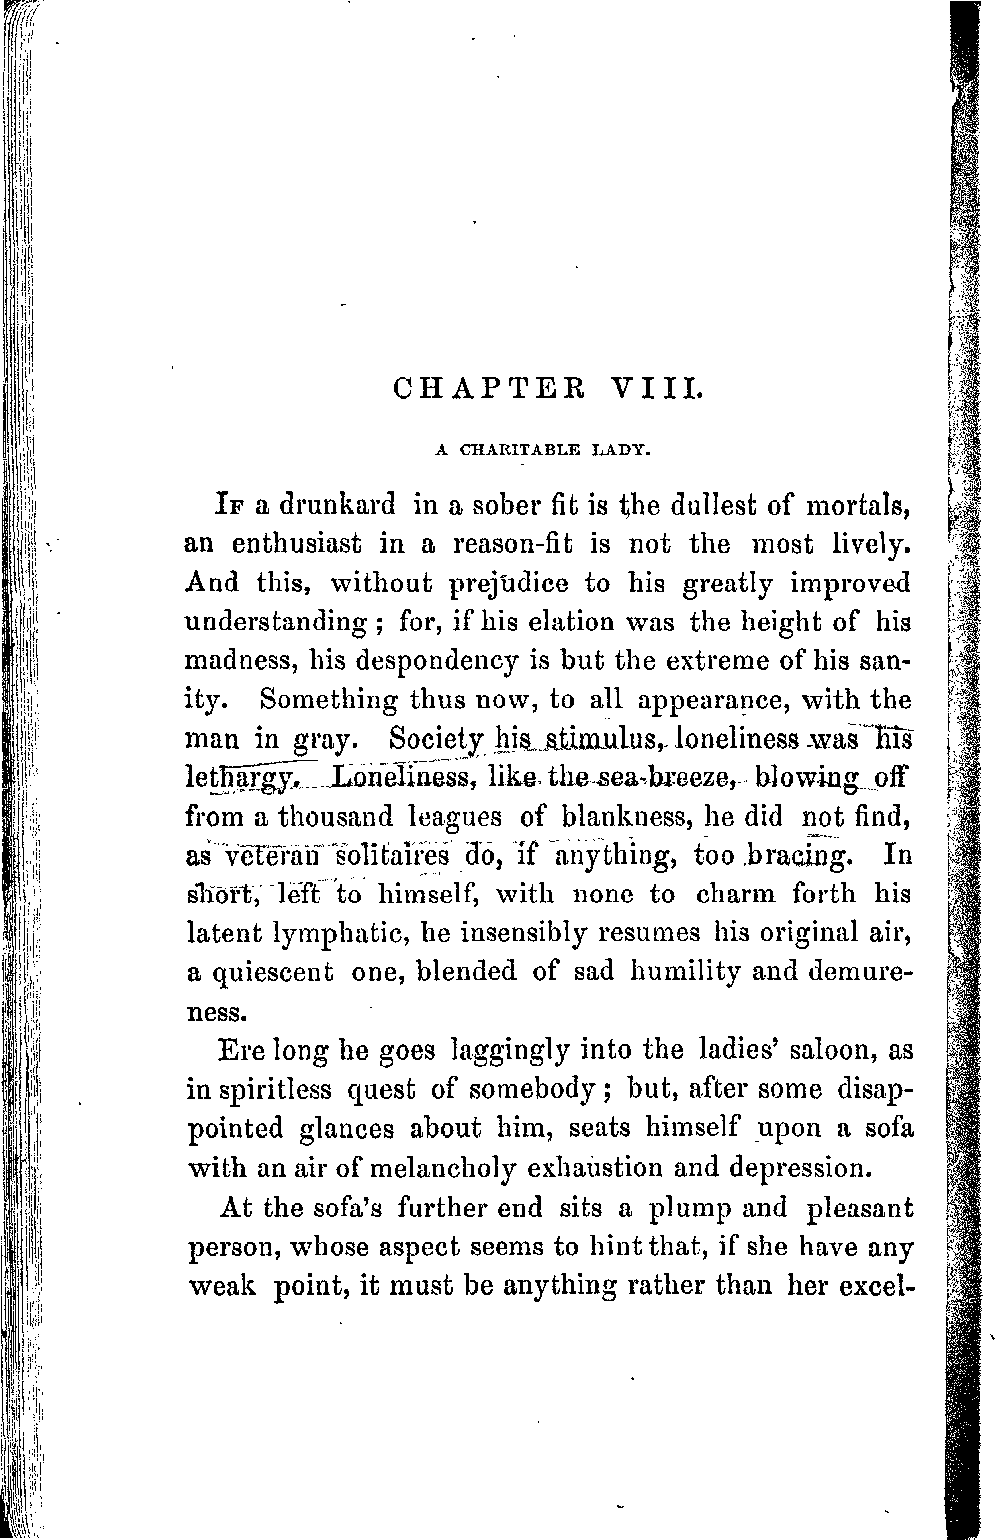 CHAPTER VIII.
A CHARITABLE LADY.
IF a drunkard in a sober fit is the dullest of mortals,
an enthusiast in a reason-fit is not the most lively.
And this, without prejudice to his greatly improved
understanding ; for, if his elation was the height of his
madness, his despondency is but the extreme of his san-
ity. Something thus now, to all appearance, with the
man in gray. Society his stimulus, loneliness was his
lethargy. Loneliness, like the sea-breeze, blowing off
from a thousand leagues of blankness, he did not find,
as veteran solitaires do, if anything, too bracing. In
short, left to himself, with none to charm forth his
latent lymphatic, he insensibly resumes his original air,
a quiescent one, blended of sad humility and demure-
ness.
Ere long he goes laggingly into the ladies' saloon, as
in spiritless quest of somebody ; but, after some disap-
pointed glances about him, seats himself upon a sofa
with an air of melancholy exhaustion and depression.
At the sofa's further end sits a plump and pleasant
person, whose aspect seems to hint that, if she have any
weak point, it must be anything rather than her excel-